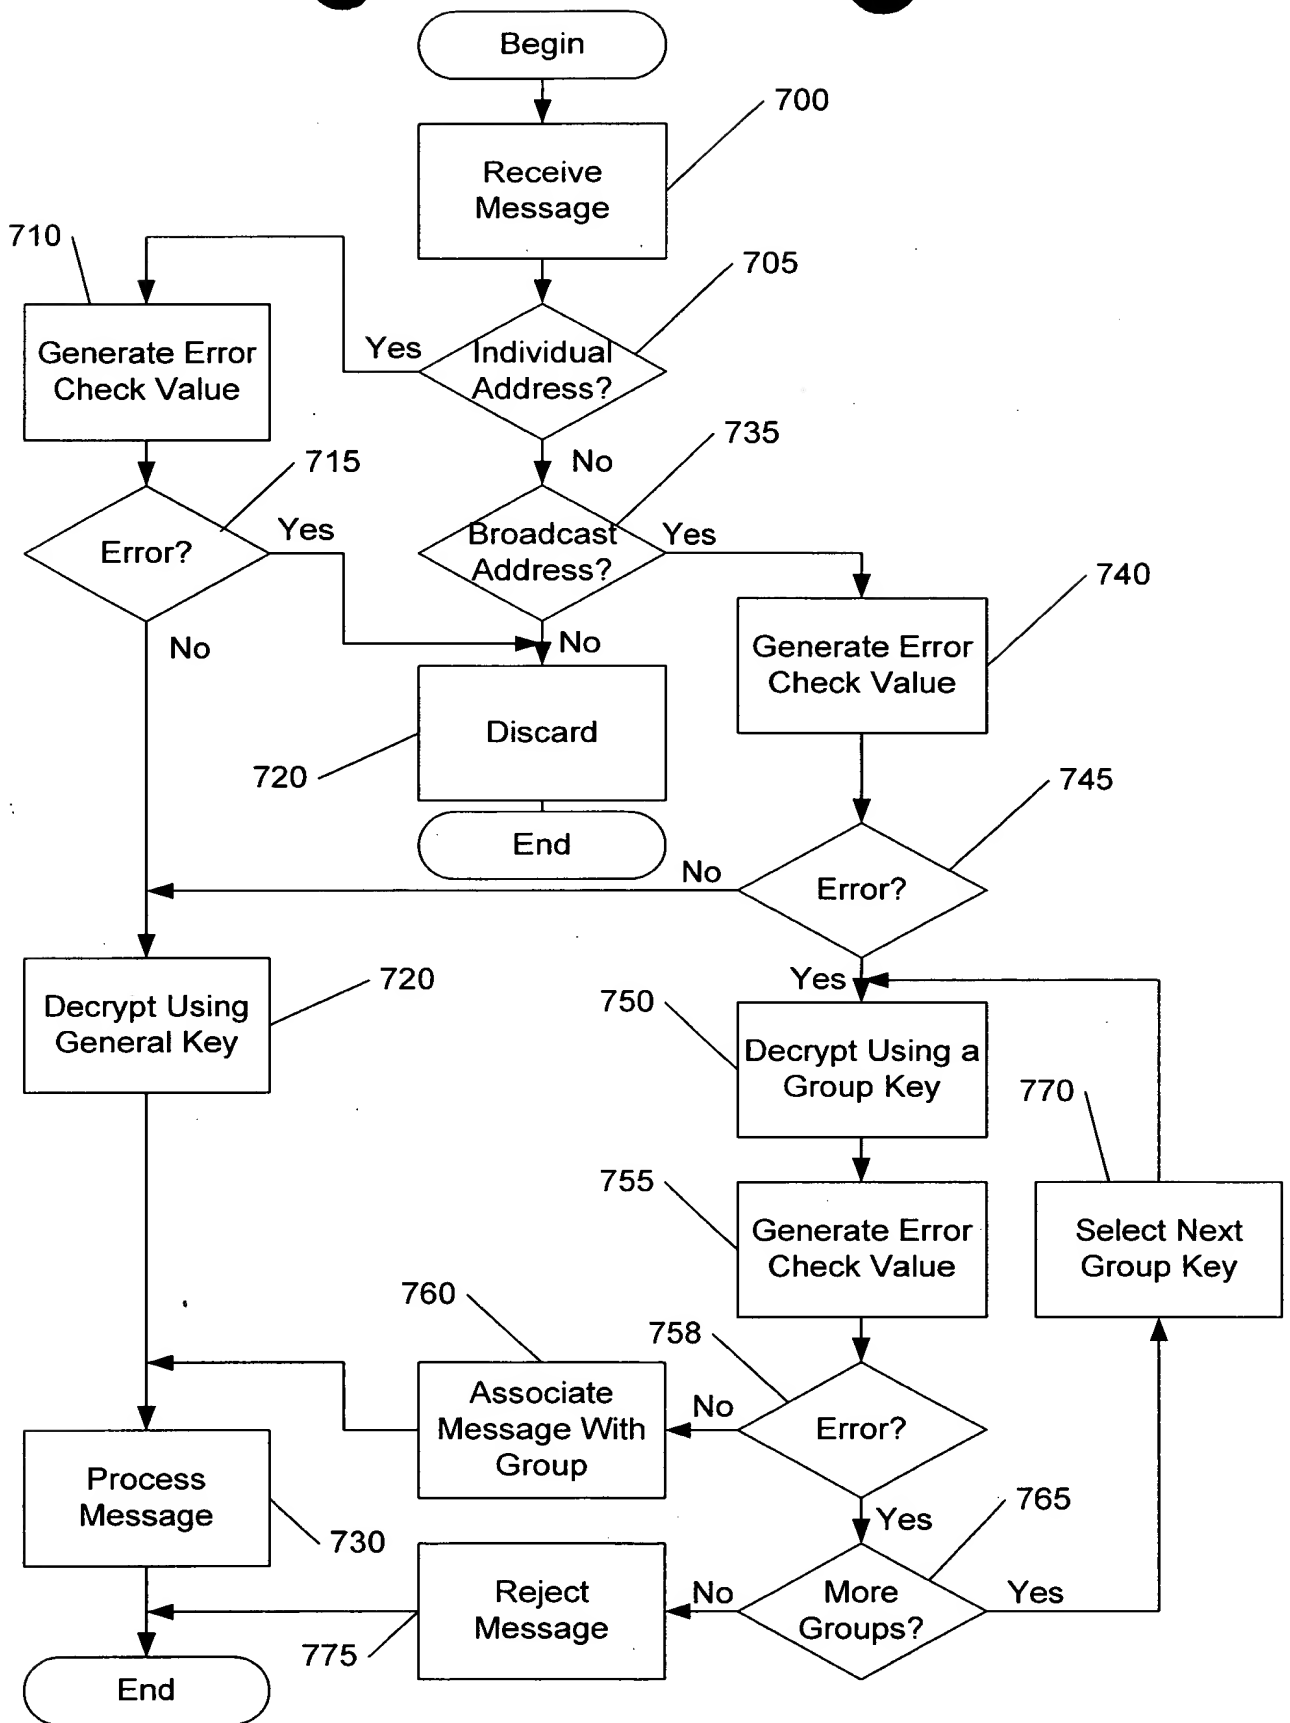 Begin
700
Receive
Message
710
705
Generate Error
Check Value
Yes
Individual
Address?
735
No
715
Error?
Yes
Broadcast
Address?
Yes
740
No
No
Generate Error
Check Value
Discard
720
745
End
No
Error?
Decrypt Using
General Key
720
Yes
750
Decrypt Using a
Group Key
770
755
Generate Error
Check Value
Select Next
Group Key
760
758
Associate
Message With
Group
No
Error?
Process
Message
730
Yes
765
Reject
Message
No
More
Groups?
Yes
775
End